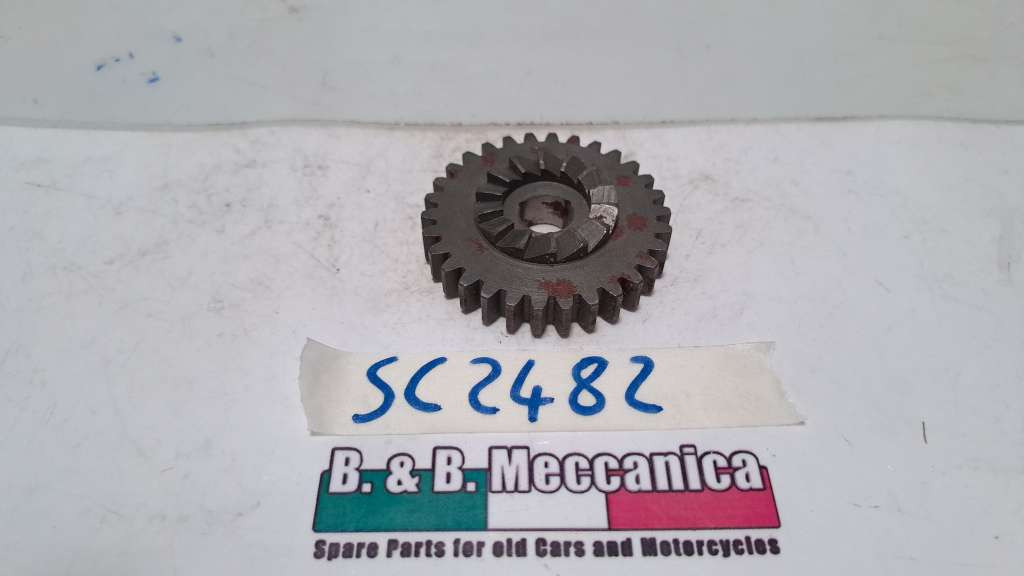 SC2482
B. & B. Meccanica
Spare Parts for old Cars and Motorcycles